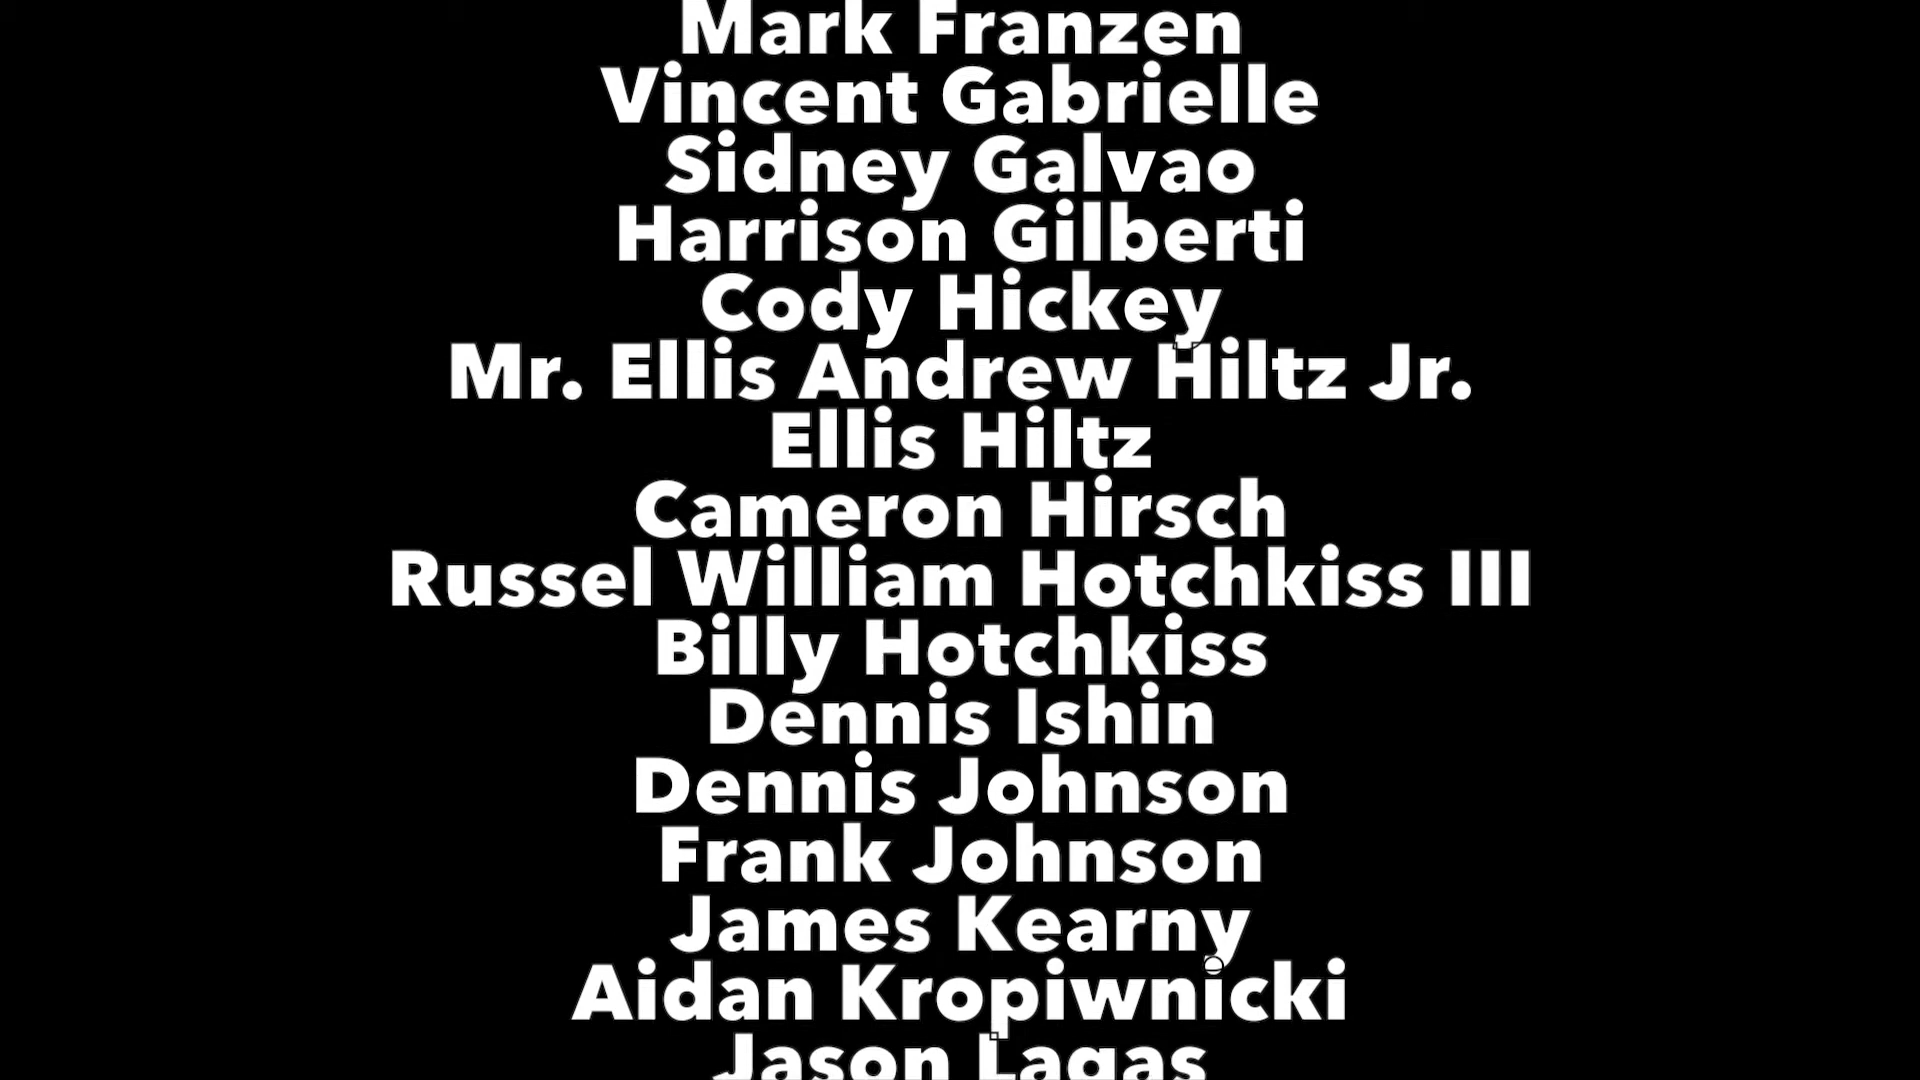 Mark Franzen
Vincent Gabrielle
Sidney Galvao
Harrison Gilberti
Cody Hickey
Mr. Ellis Andrew Hiltz Jr.
Ellis Hiltz
Cameron Hirsch
Russel William Hotchkiss III
Billy Hotchkiss
Dennis Ishin
Dennis Johnson
Frank Johnson
James Kearny
Aidan Kropiwnicki
Jason